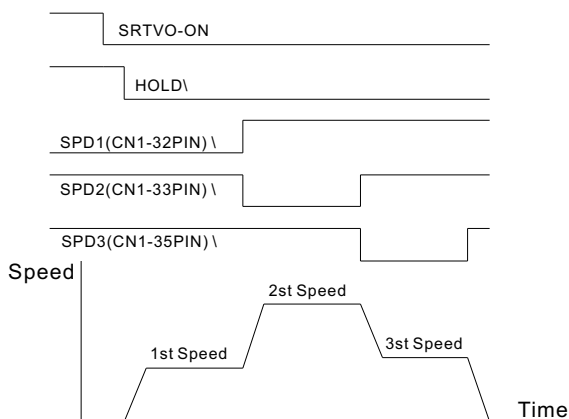 SRTVO-ON
HOLD\
SPD1(CN1-32PIN) \
SPD2(CN1-33PIN) \
SPD3(CN1-35PIN) \
Speed
2st Speed
1st Speed
3st Speed
Time